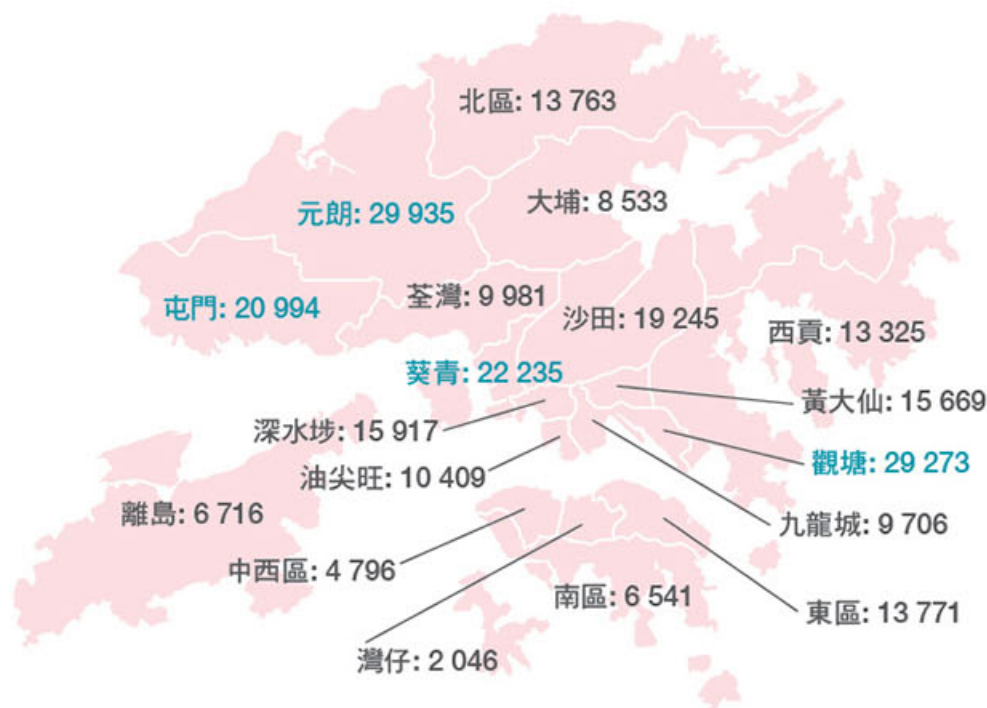 北區: 13 763
元朗: 29 935
大埔: 8 533
屯門: 20 994
荃灣: 9 981
沙田: 19 245
西貢: 13 325
葵青: 22 235
黃大仙: 15 669
深水埗: 15 917
觀塘: 29 273
油尖旺: 10 409
離島: 6 716
九龍城: 9 706
中西區: 4 796
南區: 6 541
東區: 13 771
灣仔: 2 046